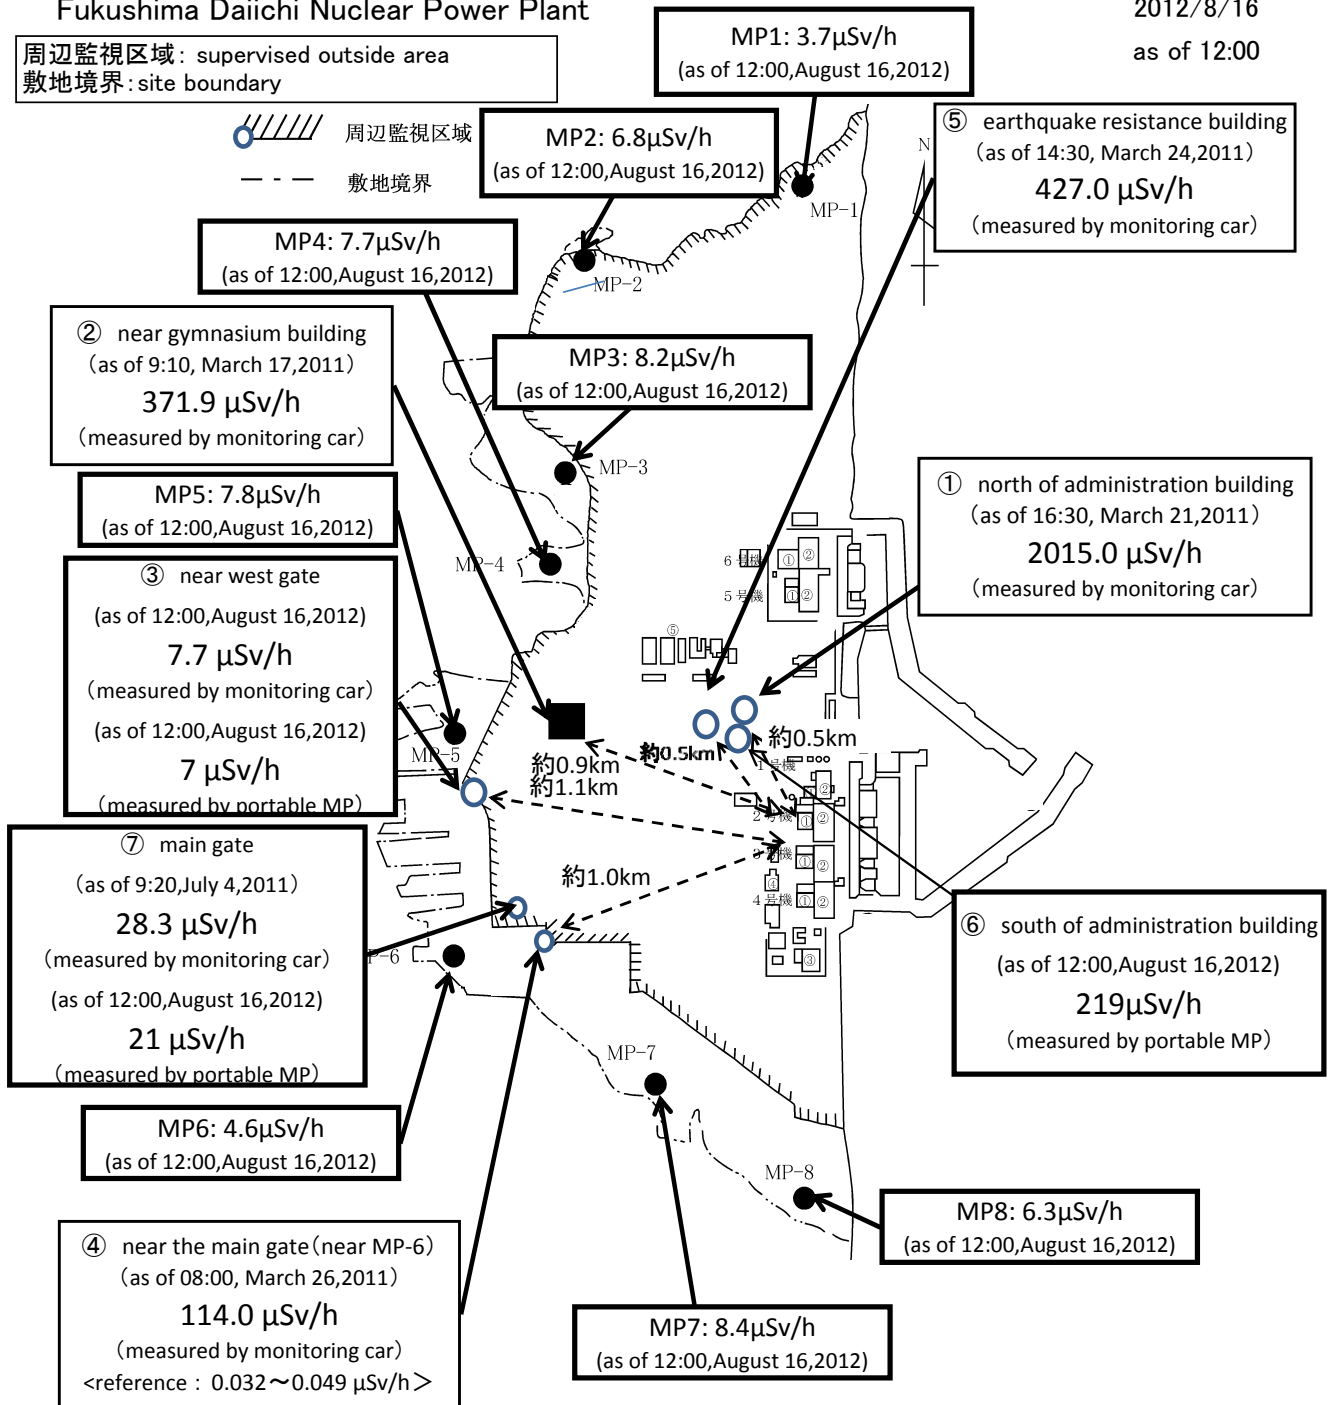 Fukushima Daiichi Nuclear Power Plant
2012/8/16
as of 12:00
周辺監視区域: supervised outside area
敷地境界:site boundary
周辺監視区域
敷地境界
MP1: 3.7μSv/h
(as of 12:00,August 16,2012)
MP2: 6.8μSv/h
(as of 12:00,August 16,2012)
⑤ earthquake resistance building
(as of 14:30, March 24,2011)
427.0 μSv/h
(measured by monitoring car)
N
MP-1
MP4: 7.7μSv/h
(as of 12:00,August 16,2012)
MP-2
② near gymnasium building
(as of 9:10, March 17,2011)
371.9 μSv/h
(measured by monitoring car)
MP3: 8.2μSv/h
(as of 12:00,August 16,2012)
MP-3
MP5: 7.8μSv/h
(as of 12:00,August 16,2012)
① north of administration building
(as of 16:30, March 21,2011)
2015.0 μSv/h
(measured by monitoring car)
MP-4
6号機
① ②
5号機
① ②
③ near west gate
(as of 12:00,August 16,2012)
7.7 μSv/h
(measured by monitoring car)
(as of 12:00,August 16,2012)
7 μSv/h
(measured by portable MP)
⑤
MP-5
約0.9km
約1.1km
約0.5km
約0.5km
1号機
②
2号機
① ②
3号機
① ②
④
4号機
① ②
③
約1.0km
⑦ main gate
(as of 9:20,July 4,2011)
28.3 μSv/h
(measured by monitoring car)
(as of 12:00,August 16,2012)
21 μSv/h
(measured by portable MP)
P-6
⑥ south of administration building
(as of 12:00,August 16,2012)
219μSv/h
(measured by portable MP)
MP-7
MP6: 4.6μSv/h
(as of 12:00,August 16,2012)
MP-8
MP8: 6.3μSv/h
(as of 12:00,August 16,2012)
④ near the main gate(near MP-6)
(as of 08:00, March 26,2011)
114.0 μSv/h
(measured by monitoring car)
<reference : 0.032～0.049 μSv/h>
MP7: 8.4μSv/h
(as of 12:00,August 16,2012)